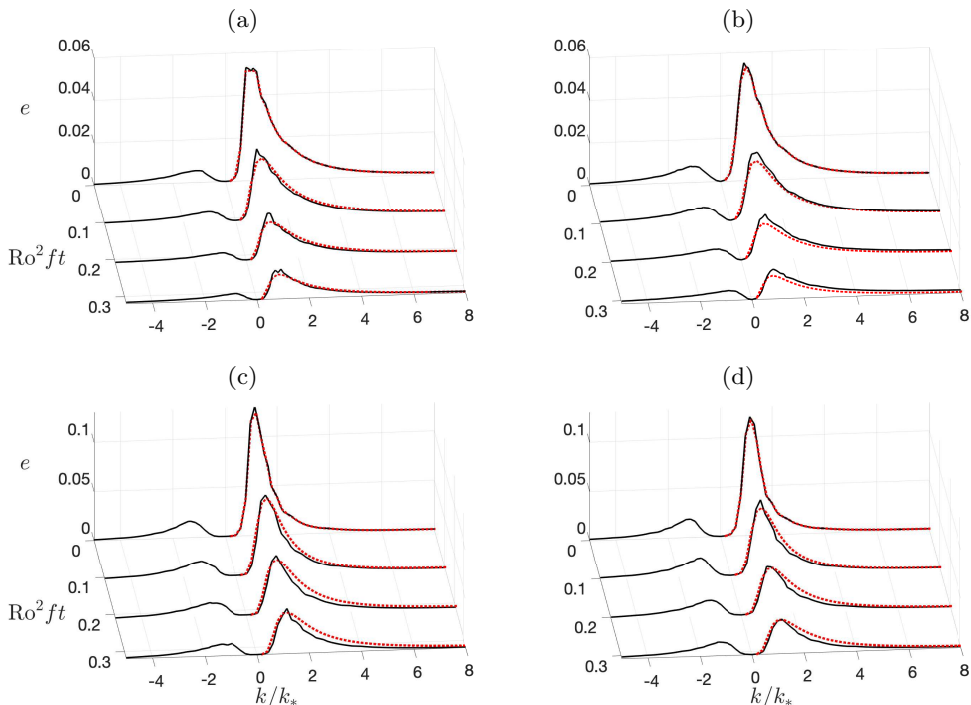 (a) (b)
0.06 0.06
e 0.04 0.04
0.02 0.02
0 0
0 0
0.1 0.1
Ro²ft 0.2 0.2
0.3 0.3
-4 -2 0 2 4 6 8 -4 -2 0 2 4 6 8
(c) (d)
0.1 0.1
e 0.05 0.05
0 0
0 0
0.1 0.1
Ro²ft 0.2 0.2
0.3 0.3
-4 -2 0 2 4 6 8 -4 -2 0 2 4 6 8
k/k* k/k*